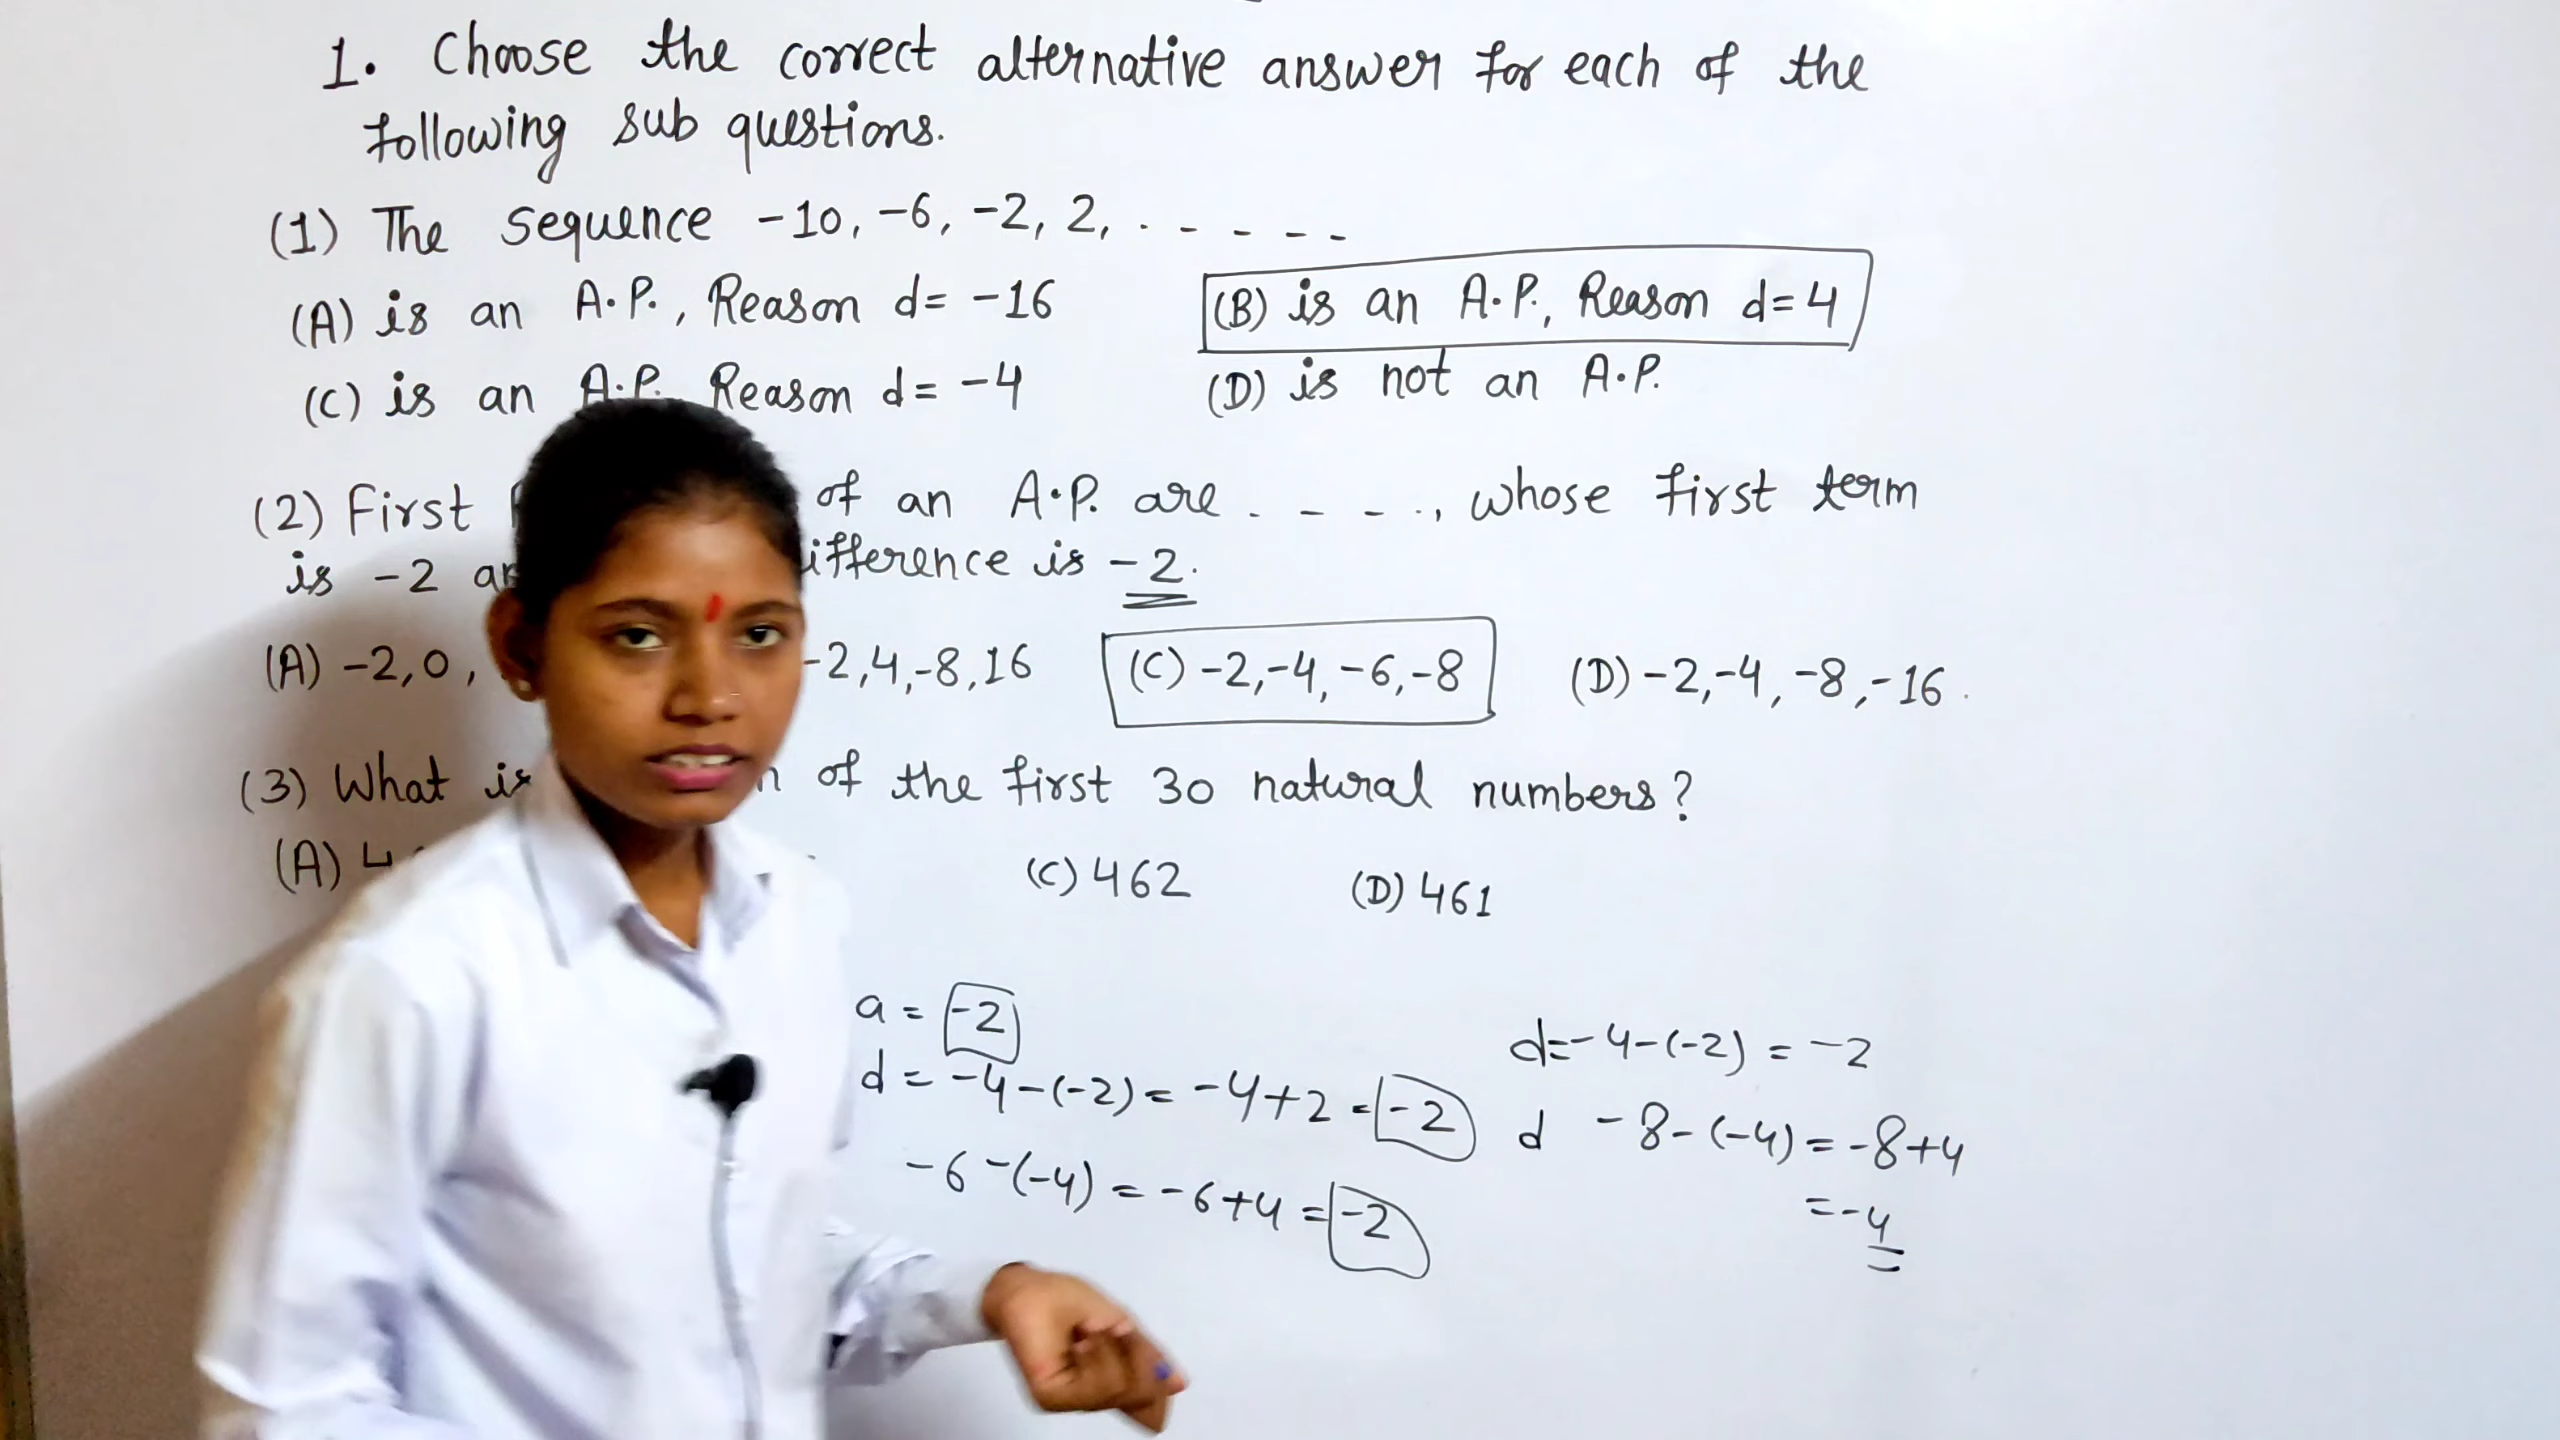 1. Choose the correct alternative answer for each of the
following sub questions.
(1) The sequence -10, -6, -2, 2, . - - - -
(A) is an A.P., Reason d= -16 (B) is an A.P., Reason d=4
(C) is an A.P. Reason d= -4 (D) is not an A.P.
(2) First of an A.P. are . - - - ., whose first term
is -2 difference is -2.
(A) -2,0, -2,4,-8,16 (C) -2,-4,-6,-8 (D) -2,-4,-8,-16.
(3) What is of the first 30 natural numbers?
(A) 4 (C) 462 (D) 461
a = -2
d = -4-(-2) = -4+2 = -2
-6-(-4) = -6+4 = -2
d=-4-(-2) = -2
d -8-(-4) = -8+4
= -4